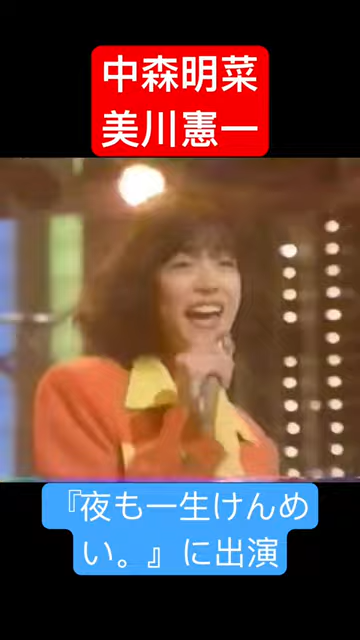 中森明菜
美川憲一
『夜も一生けんめ
い。』に出演